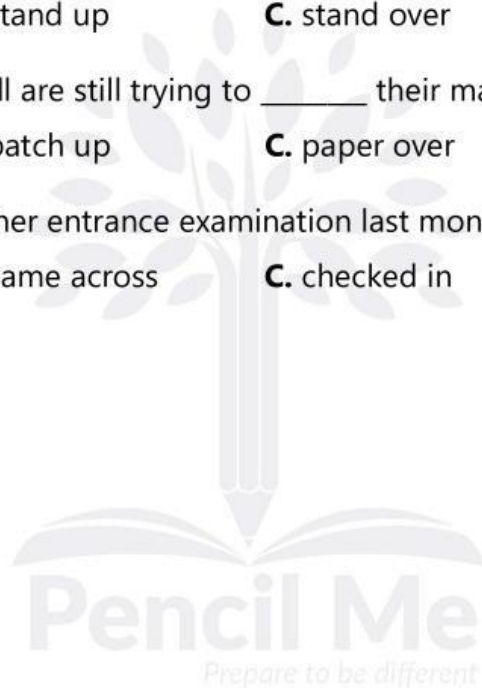 tand up C. stand over
ll are still trying to _______ their ma
patch up C. paper over
her entrance examination last mon
ame across C. checked in
Pencil Me
Prepare to be different